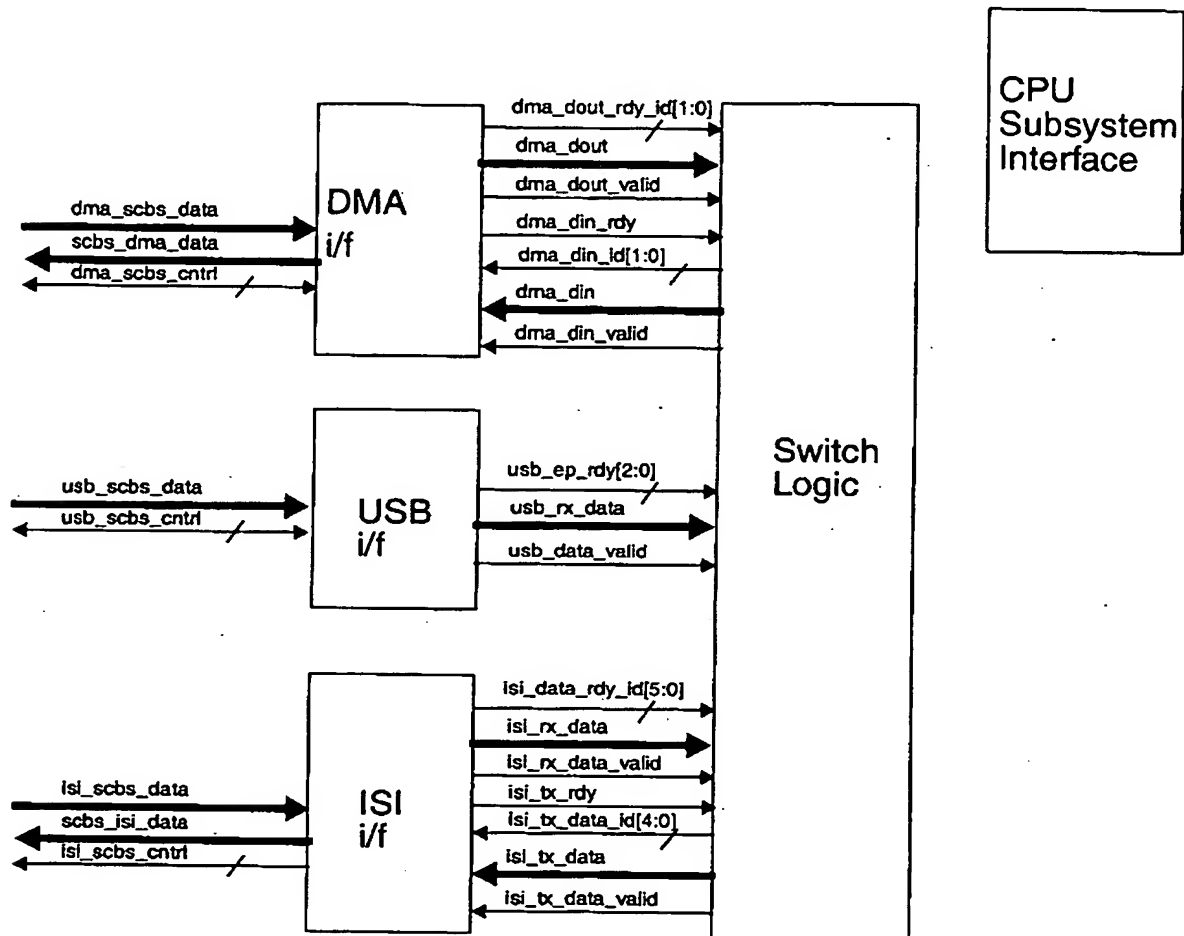 CPU
Subsystem
Interface
dma_dout_rdy_id[1:0]
dma_dout
dma_dout_valid
dma_din_rdy
dma_din_id[1:0]
dma_din
dma_din_valid
DMA
i/f
dma_scbs_data
scbs_dma_data
dma_scbs_cntrl
Switch
Logic
usb_ep_rdy[2:0]
usb_rx_data
usb_data_valid
USB
i/f
usb_scbs_data
usb_scbs_cntrl
isi_data_rdy_id[5:0]
isi_rx_data
isi_rx_data_valid
isi_tx_rdy
isi_tx_data_id[4:0]
isi_tx_data
isi_tx_data_valid
ISI
i/f
isi_scbs_data
scbs_isi_data
isi_scbs_cntrl